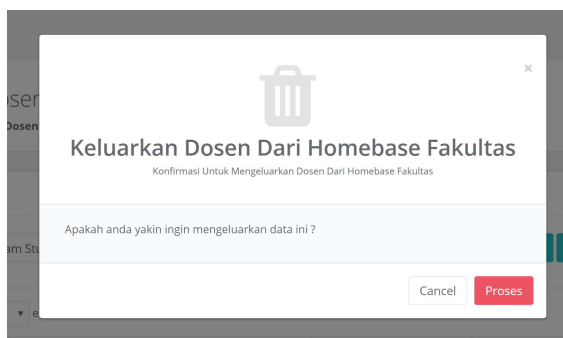 ×
Keluarkan Dosen Dari Homebase Fakultas
Konfirmasi Untuk Mengeluarkan Dosen Dari Homebase Fakultas
Dosen
Apakah anda yakin ingin mengeluarkan data ini ?
Cancel
Proses